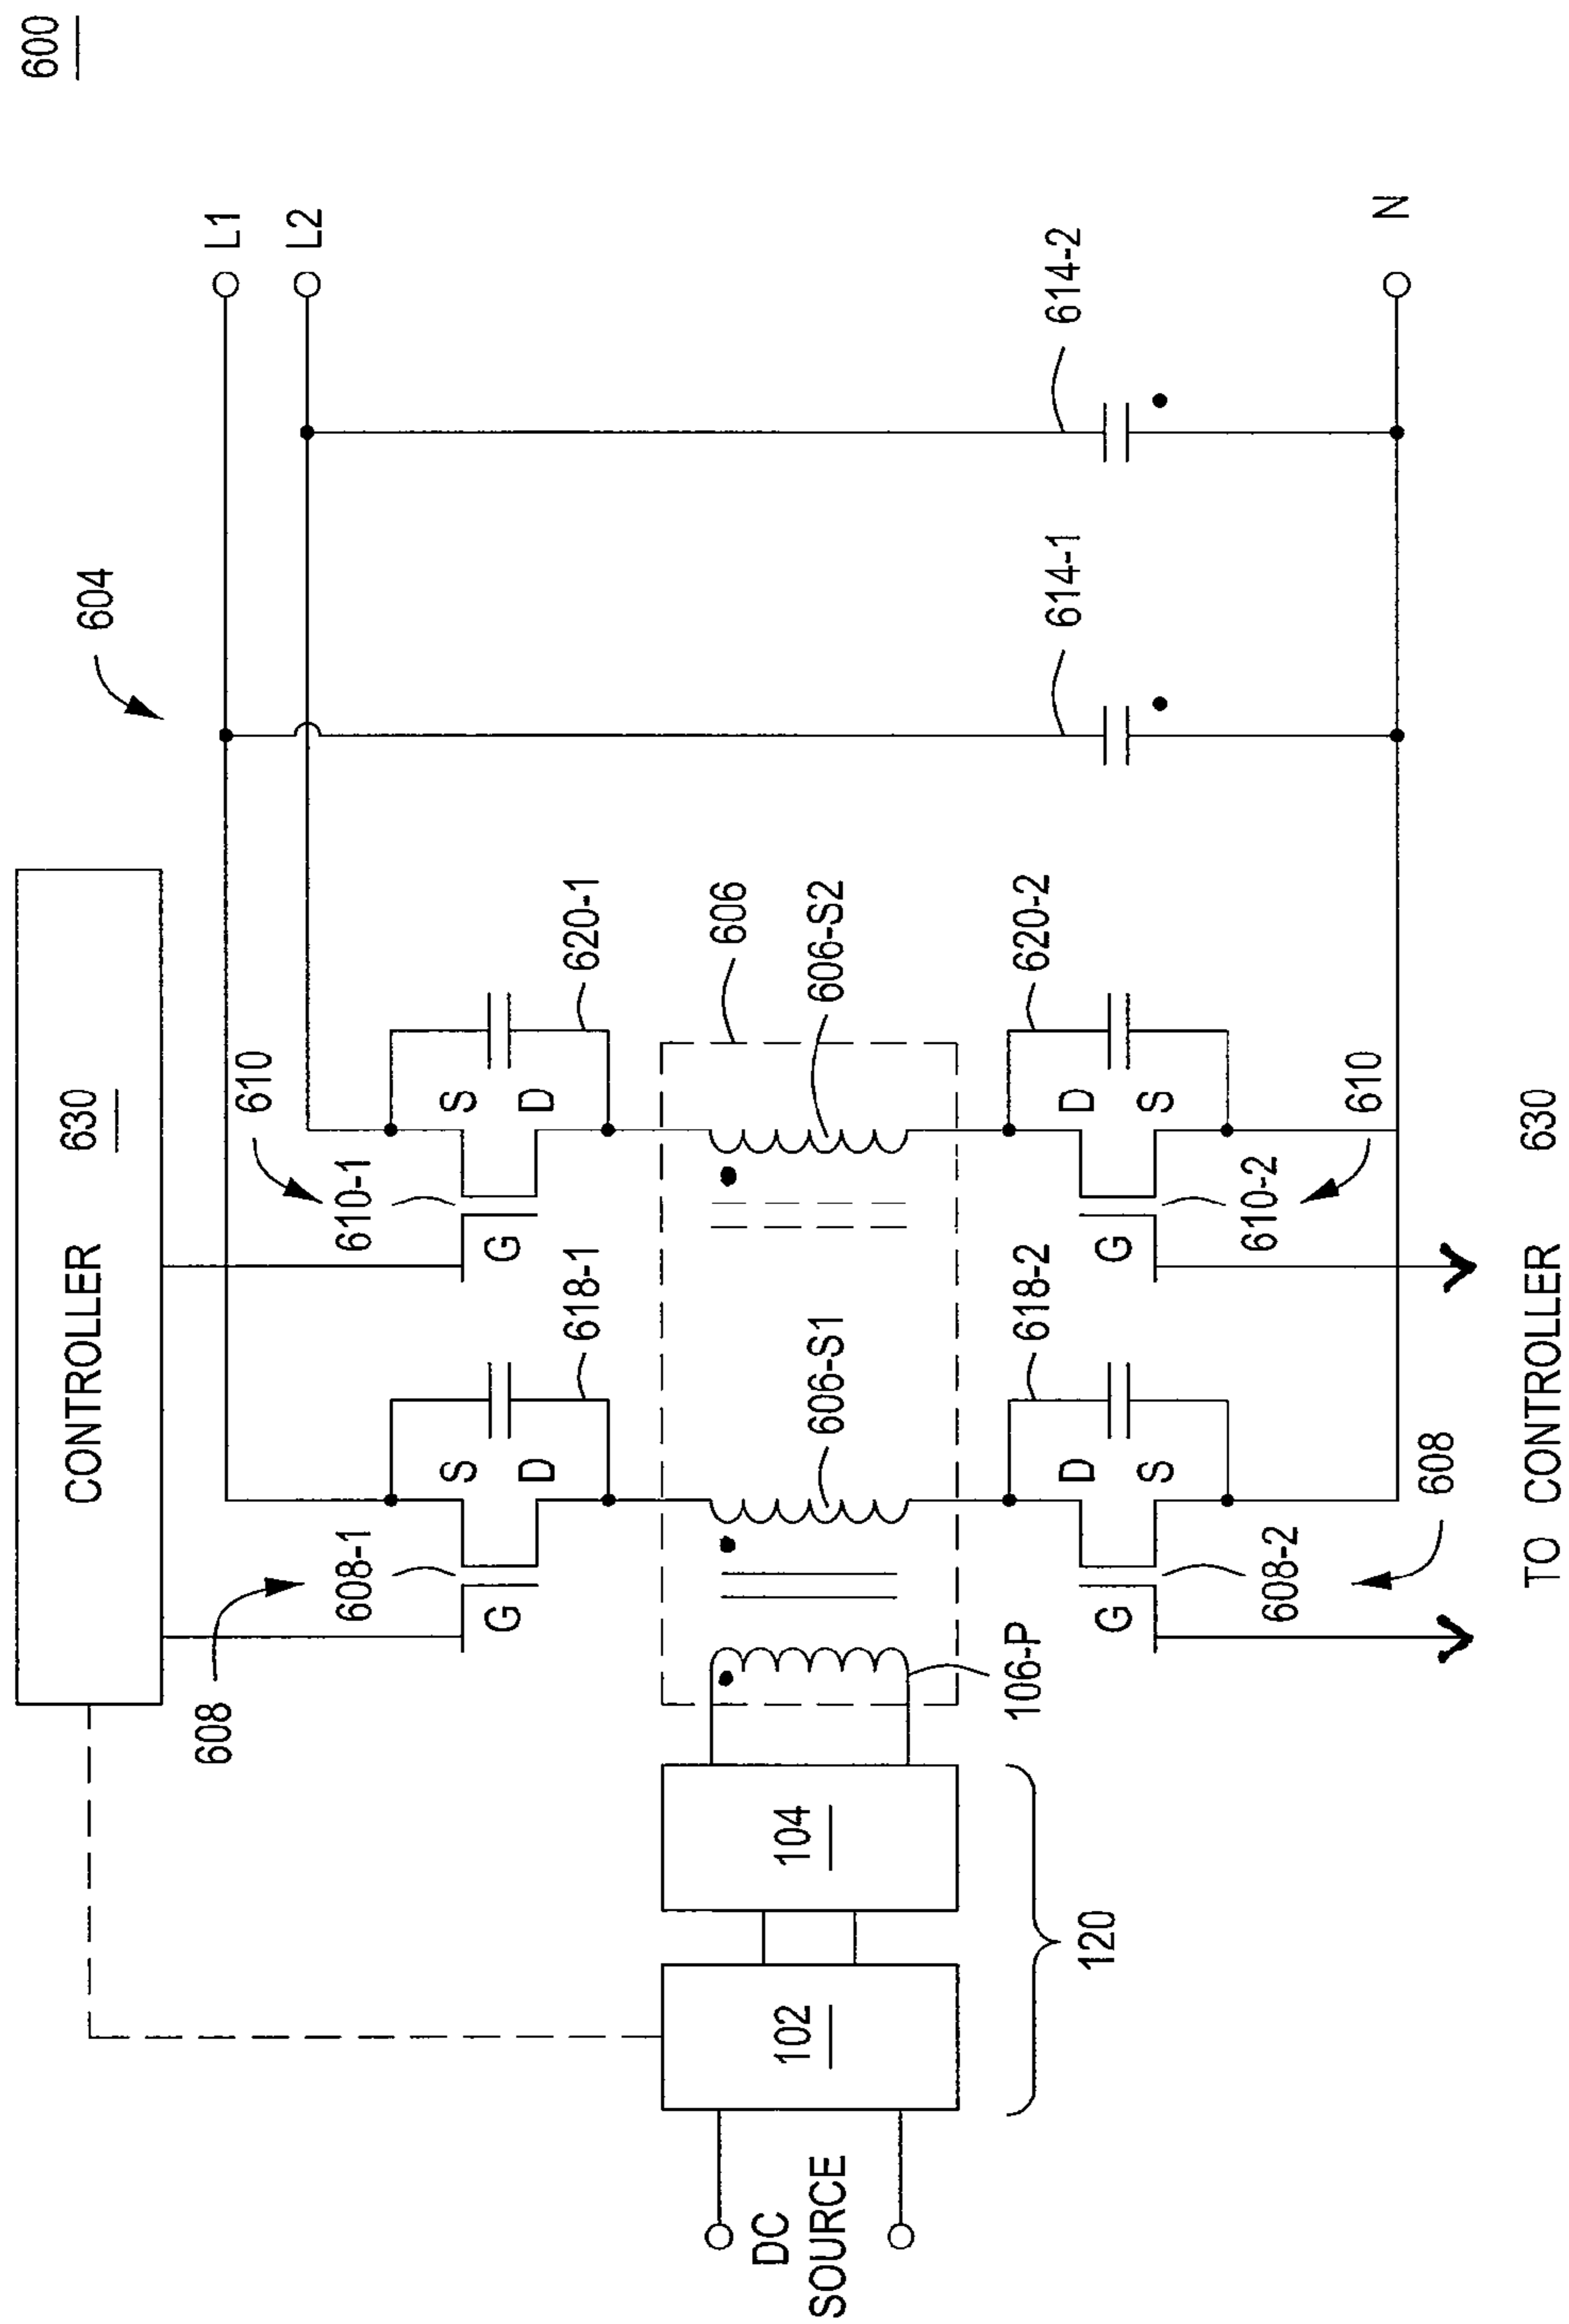 600
604
L1
L2
N
614-1
614-2
CONTROLLER 630
608
610
608-1
G
S
D
618-1
610-1
G
S
D
620-1
606
606-S1
606-S2
106-P
DC
SOURCE
102
104
120
608-2
G
D
S
618-2
610-2
G
D
S
620-2
608
610
TO CONTROLLER 630